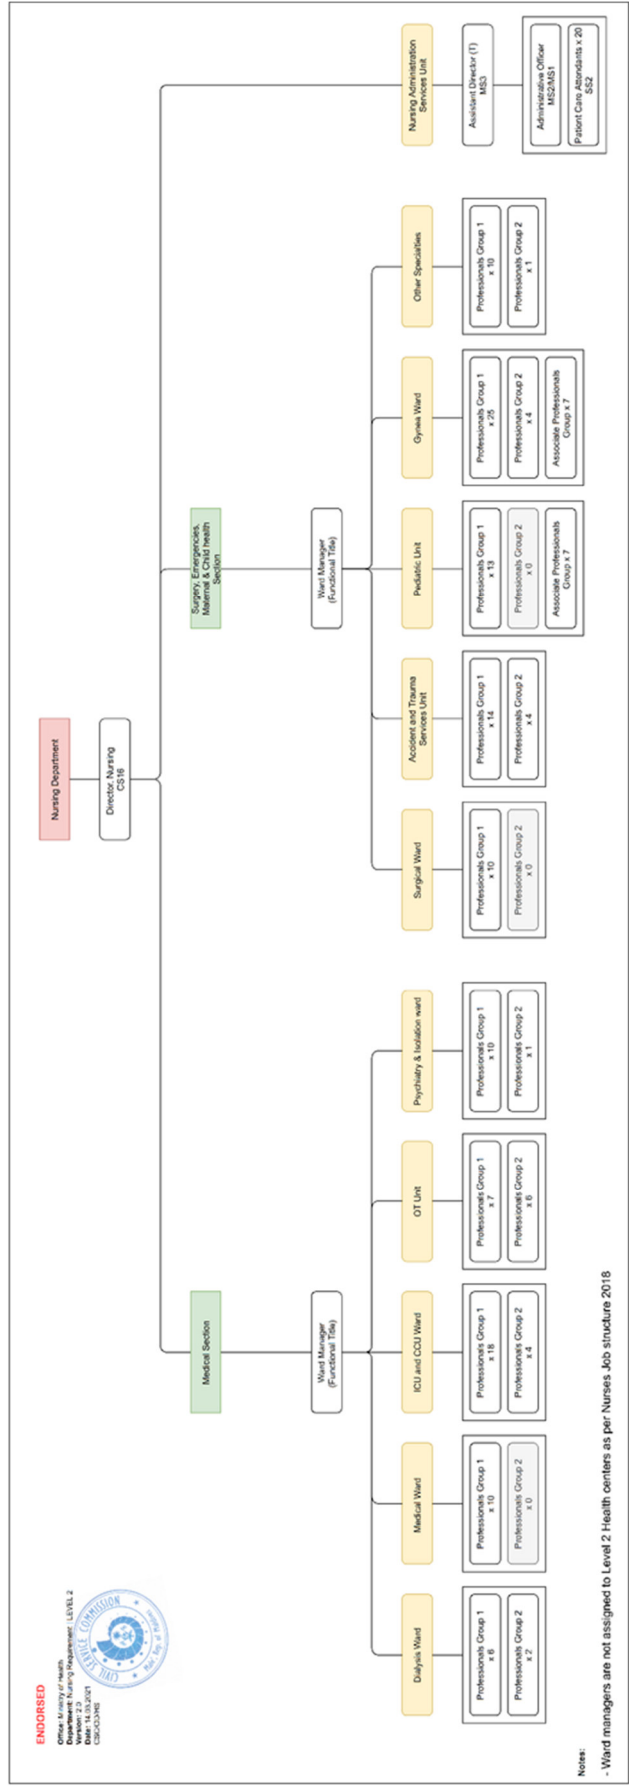 ENDORSED
Office: Ministry of Health
Department: Nursing Requirement | LEVEL 2
Version: 2.0
Date: 14.03.2021
CIVIL SERVICE COMMISSION
Nursing Department
Director, Nursing
CS16
Medical Section
Ward Manager
(Functional Title)
Dialysis Ward
Professionals Group 1
x 6
Professionals Group 2
x 2
Medical Ward
Professionals Group 1
x 10
Professionals Group 2
x 0
ICU and CCU Ward
Professionals Group 1
x 18
Professionals Group 2
x 4
OT Unit
Professionals Group 1
x 7
Professionals Group 2
x 6
Psychiatry & Isolation ward
Professionals Group 1
x 10
Professionals Group 2
x 1
Surgery, Emergencies,
Maternal & Child health
Section
Ward Manager
(Functional Title)
Surgical Ward
Professionals Group 1
x 10
Professionals Group 2
x 0
Accident and Trauma
Services Unit
Professionals Group 1
x 14
Professionals Group 2
x 4
Pediatric Unit
Professionals Group 1
x 13
Professionals Group 2
x 0
Associate Professionals
Group x 7
Gynea Ward
Professionals Group 1
x 25
Professionals Group 2
x 4
Associate Professionals
Group x 7
Other Specialties
Professionals Group 1
x 10
Professionals Group 2
x 1
Nursing Administration
Services Unit
Assistant Director (T)
MS3
Administrative Officer
MS2/MS1
Patient Care Attendants x 20
SS2
Notes:
- Ward managers are not assigned to Level 2 Health centers as per Nurses Job structure 2018